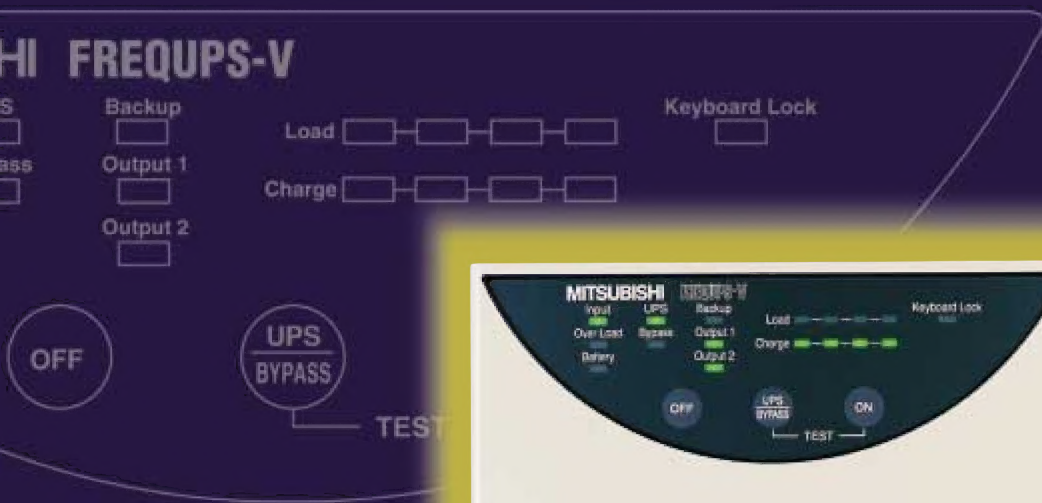 HI FREQUPS-V
S Backup
Load
Keyboard Lock
ass Output 1
Charge
Output 2
OFF
UPS
BYPASS
TEST
MITSUBISHI FREQUPS-V
Input UPS Backup
Load
Keyboard Lock
Over Load Bypass Output 1
Charge
Battery Output 2
OFF
UPS
BYPASS
ON
TEST